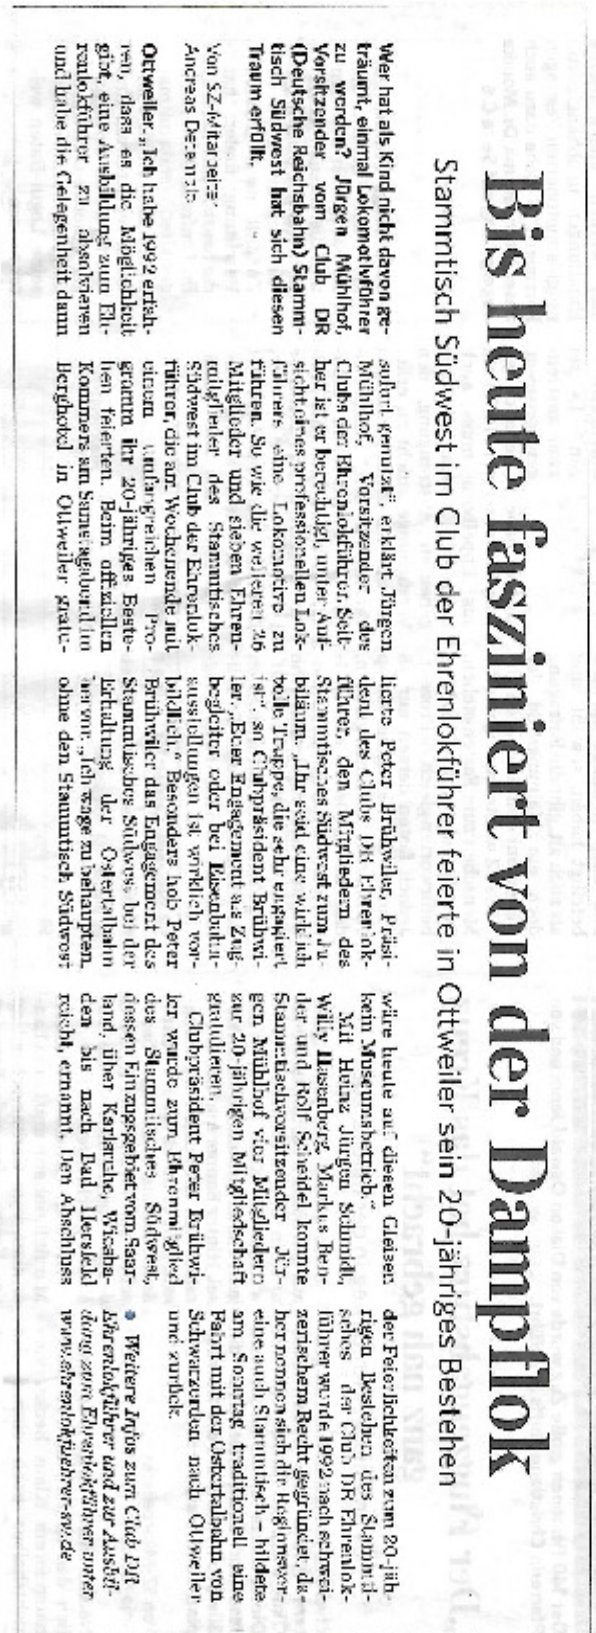 Bis heute fasziniert von der Dampflok
Stammtisch Südwest im Club der Ehrenlokführer feierte in Ottweiler sein 20-jähriges Bestehen
Wer hat als Kind nicht davon ge-
träumt, einmal Lokomotivführer
zu werden? Jürgen Mühlhof,
Vorsitzender vom Club DR
(Deutsche Reichsbahn) Stamm-
tisch Südwest hat sich diesen
Traum erfüllt.
Von SZ-Mitarbeiter
Andreas
Ottweiler. „Ich habe 1992 erfah-
ren, dass es die Möglichkeit
gibt, eine Ausbildung zum Eh-
renlokführer zu absolvieren
und habe die Gelegenheit dann
sofort genutzt“, erklärt Jürgen
Mühlhof, Vorsitzender des
Clubs der Ehrenlokführer. Seit-
her ist er berechtigt, unter Auf-
sicht eines professionellen Lok-
führers eine Lokomotive zu
führen. So wie die weiteren 26
Mitglieder und sieben Ehren-
mitglieder des Stammtisches
Südwest im Club der Ehrenlok-
führer, die am Wochenende mit
einem umfangreichen Pro-
gramm ihr 20-jähriges Beste-
hen feierten. Beim offiziellen
Kommers am Samstagabend im
Berghotel in Ottweiler gratu-
lierte Peter Brühwiler, Präsi-
dent des Clubs DR Ehrenlok-
führer, den Mitgliedern des
Stammtisches Südwest zum Ju-
biläum. „Ihr seid eine wirklich
tolle Truppe, die sehr engagiert
ist“, so Clubpräsident Brühwi-
ler. „Euer Engagement als Zug-
begleiter oder bei Eisenbahn-
ausstellungen ist wirklich vor-
bildlich.“ Besonders hob Peter
Brühwiler das Engagement des
Stammtisches Südwest bei der
Erhaltung der Ostertalbahn
hervor. „Ich wage zu behaupten,
ohne den Stammtisch Südwest
wäre heute auf diesen Gleisen
kein Museumsbetrieb.“
Mit Heinz Jürgen Schmidt,
Willy Hasenberg, Markus Ben-
der und Rolf Scheidel konnte
Stammtischvorsitzender Jür-
gen Mühlhof vier Mitgliedern
zur 20-jährigen Mitgliedschaft
gratulieren.
Clubpräsident Peter Brühwi-
ler wurde zum Ehrenmitglied
des Stammtisches Südwest,
dessen Einzugsgebiet vom Saar-
land, über Karlsruhe, Wiesba-
den bis nach Bad Hersfeld
reicht, ernannt. Den Abschluss
der Feierlichkeiten zum 20-jäh-
rigen Bestehen des Stammti-
sches der Club DR Ehrenlok-
führer wurde 1992 nach schwei-
zerischem Recht gegründet, da-
her nennen sich die Regionsver-
eine auch Stammtisch – bildete
am Sonntag traditionell eine
Fahrt mit der Ostertalbahn von
Schwarzerden nach Ottweiler
und zurück.
• Weitere Infos zum Club DR
Ehrenlokführer und zur Ausbil-
dung zum Ehrenlokführer unter
www.ehrenlokfuehrer-sw.de